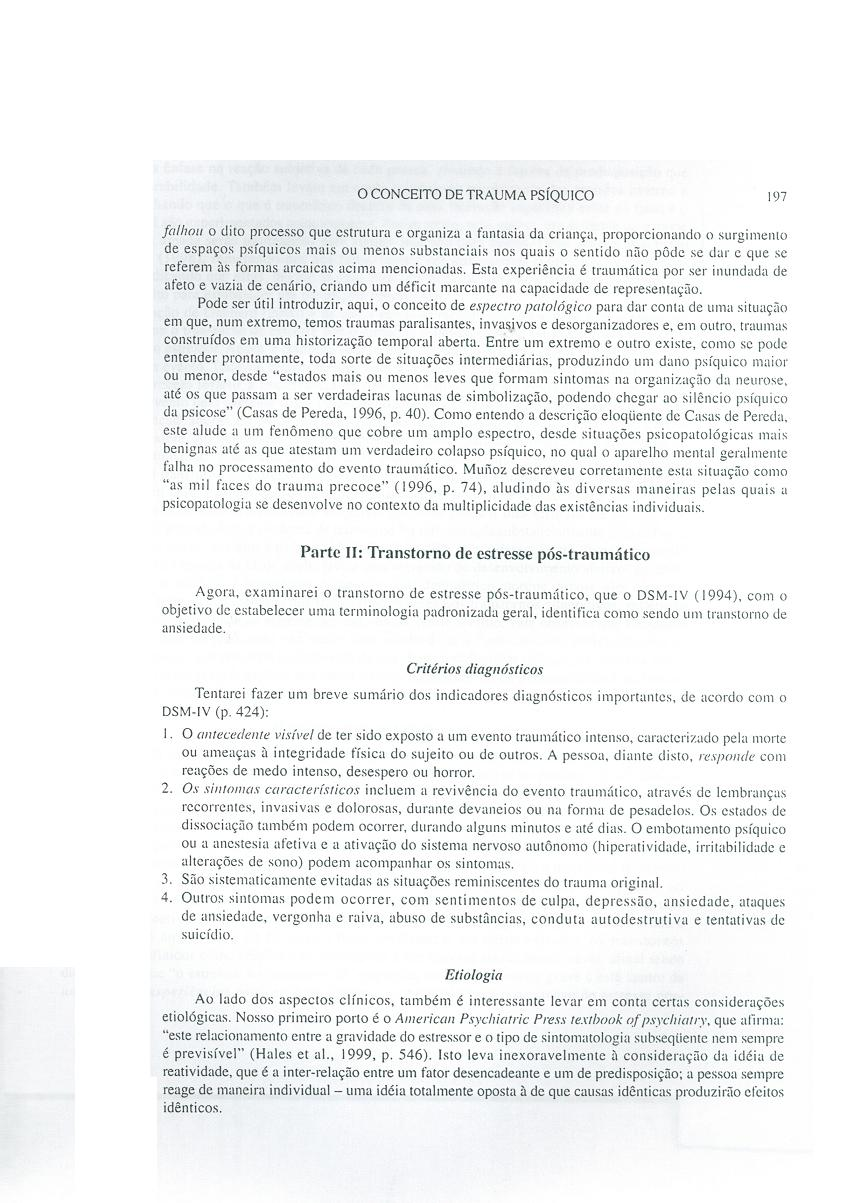 O CONCEITO DE TRAUMA PSÍQUICO 197
falhou o dito processo que estrutura e organiza a fantasia da criança, proporcionando o surgimento
de espaços psíquicos mais ou menos substanciais nos quais o sentido não pôde se dar e que se
referem às formas arcaicas acima mencionadas. Esta experiência é traumática por ser inundada de
afeto e vazia de cenário, criando um déficit marcante na capacidade de representação.
Pode ser útil introduzir, aqui, o conceito de espectro patológico para dar conta de uma situação
em que, num extremo, temos traumas paralisantes, invasivos e desorganizadores e, em outro, traumas
construídos em uma historização temporal aberta. Entre um extremo e outro existe, como se pode
entender prontamente, toda sorte de situações intermediárias, produzindo um dano psíquico maior
ou menor, desde “estados mais ou menos leves que formam sintomas na organização da neurose,
até os que passam a ser verdadeiras lacunas de simbolização, podendo chegar ao silêncio psíquico
da psicose” (Casas de Pereda, 1996, p. 40). Como entendo a descrição eloqüente de Casas de Pereda,
este alude a um fenômeno que cobre um amplo espectro, desde situações psicopatológicas mais
benignas até as que atestam um verdadeiro colapso psíquico, no qual o aparelho mental geralmente
falha no processamento do evento traumático. Muñoz descreveu corretamente esta situação como
“as mil faces do trauma precoce” (1996, p. 74), aludindo às diversas maneiras pelas quais a
psicopatologia se desenvolve no contexto da multiplicidade das existências individuais.
Parte II: Transtorno de estresse pós-traumático
Agora, examinarei o transtorno de estresse pós-traumático, que o DSM-IV (1994), com o
objetivo de estabelecer uma terminologia padronizada geral, identifica como sendo um transtorno de
ansiedade.
Critérios diagnósticos
Tentarei fazer um breve sumário dos indicadores diagnósticos importantes, de acordo com o
DSM-IV (p. 424):
1. O antecedente visível de ter sido exposto a um evento traumático intenso, caracterizado pela morte
ou ameaças à integridade física do sujeito ou de outros. A pessoa, diante disto, responde com
reações de medo intenso, desespero ou horror.
2. Os sintomas característicos incluem a revivência do evento traumático, através de lembranças
recorrentes, invasivas e dolorosas, durante devaneios ou na forma de pesadelos. Os estados de
dissociação também podem ocorrer, durando alguns minutos e até dias. O embotamento psíquico
ou a anestesia afetiva e a ativação do sistema nervoso autônomo (hiperatividade, irritabilidade e
alterações de sono) podem acompanhar os sintomas.
3. São sistematicamente evitadas as situações reminiscentes do trauma original.
4. Outros sintomas podem ocorrer, com sentimentos de culpa, depressão, ansiedade, ataques
de ansiedade, vergonha e raiva, abuso de substâncias, conduta autodestrutiva e tentativas de
suicídio.
Etiologia
Ao lado dos aspectos clínicos, também é interessante levar em conta certas considerações
etiológicas. Nosso primeiro porto é o American Psychiatric Press textbook of psychiatry, que afirma:
“este relacionamento entre a gravidade do estressor e o tipo de sintomatologia subseqüente nem sempre
é previsível” (Hales et al., 1999, p. 546). Isto leva inexoravelmente à consideração da idéia de
reatividade, que é a inter-relação entre um fator desencadeante e um de predisposição; a pessoa sempre
reage de maneira individual – uma idéia totalmente oposta à de que causas idênticas produzirão efeitos
idênticos.